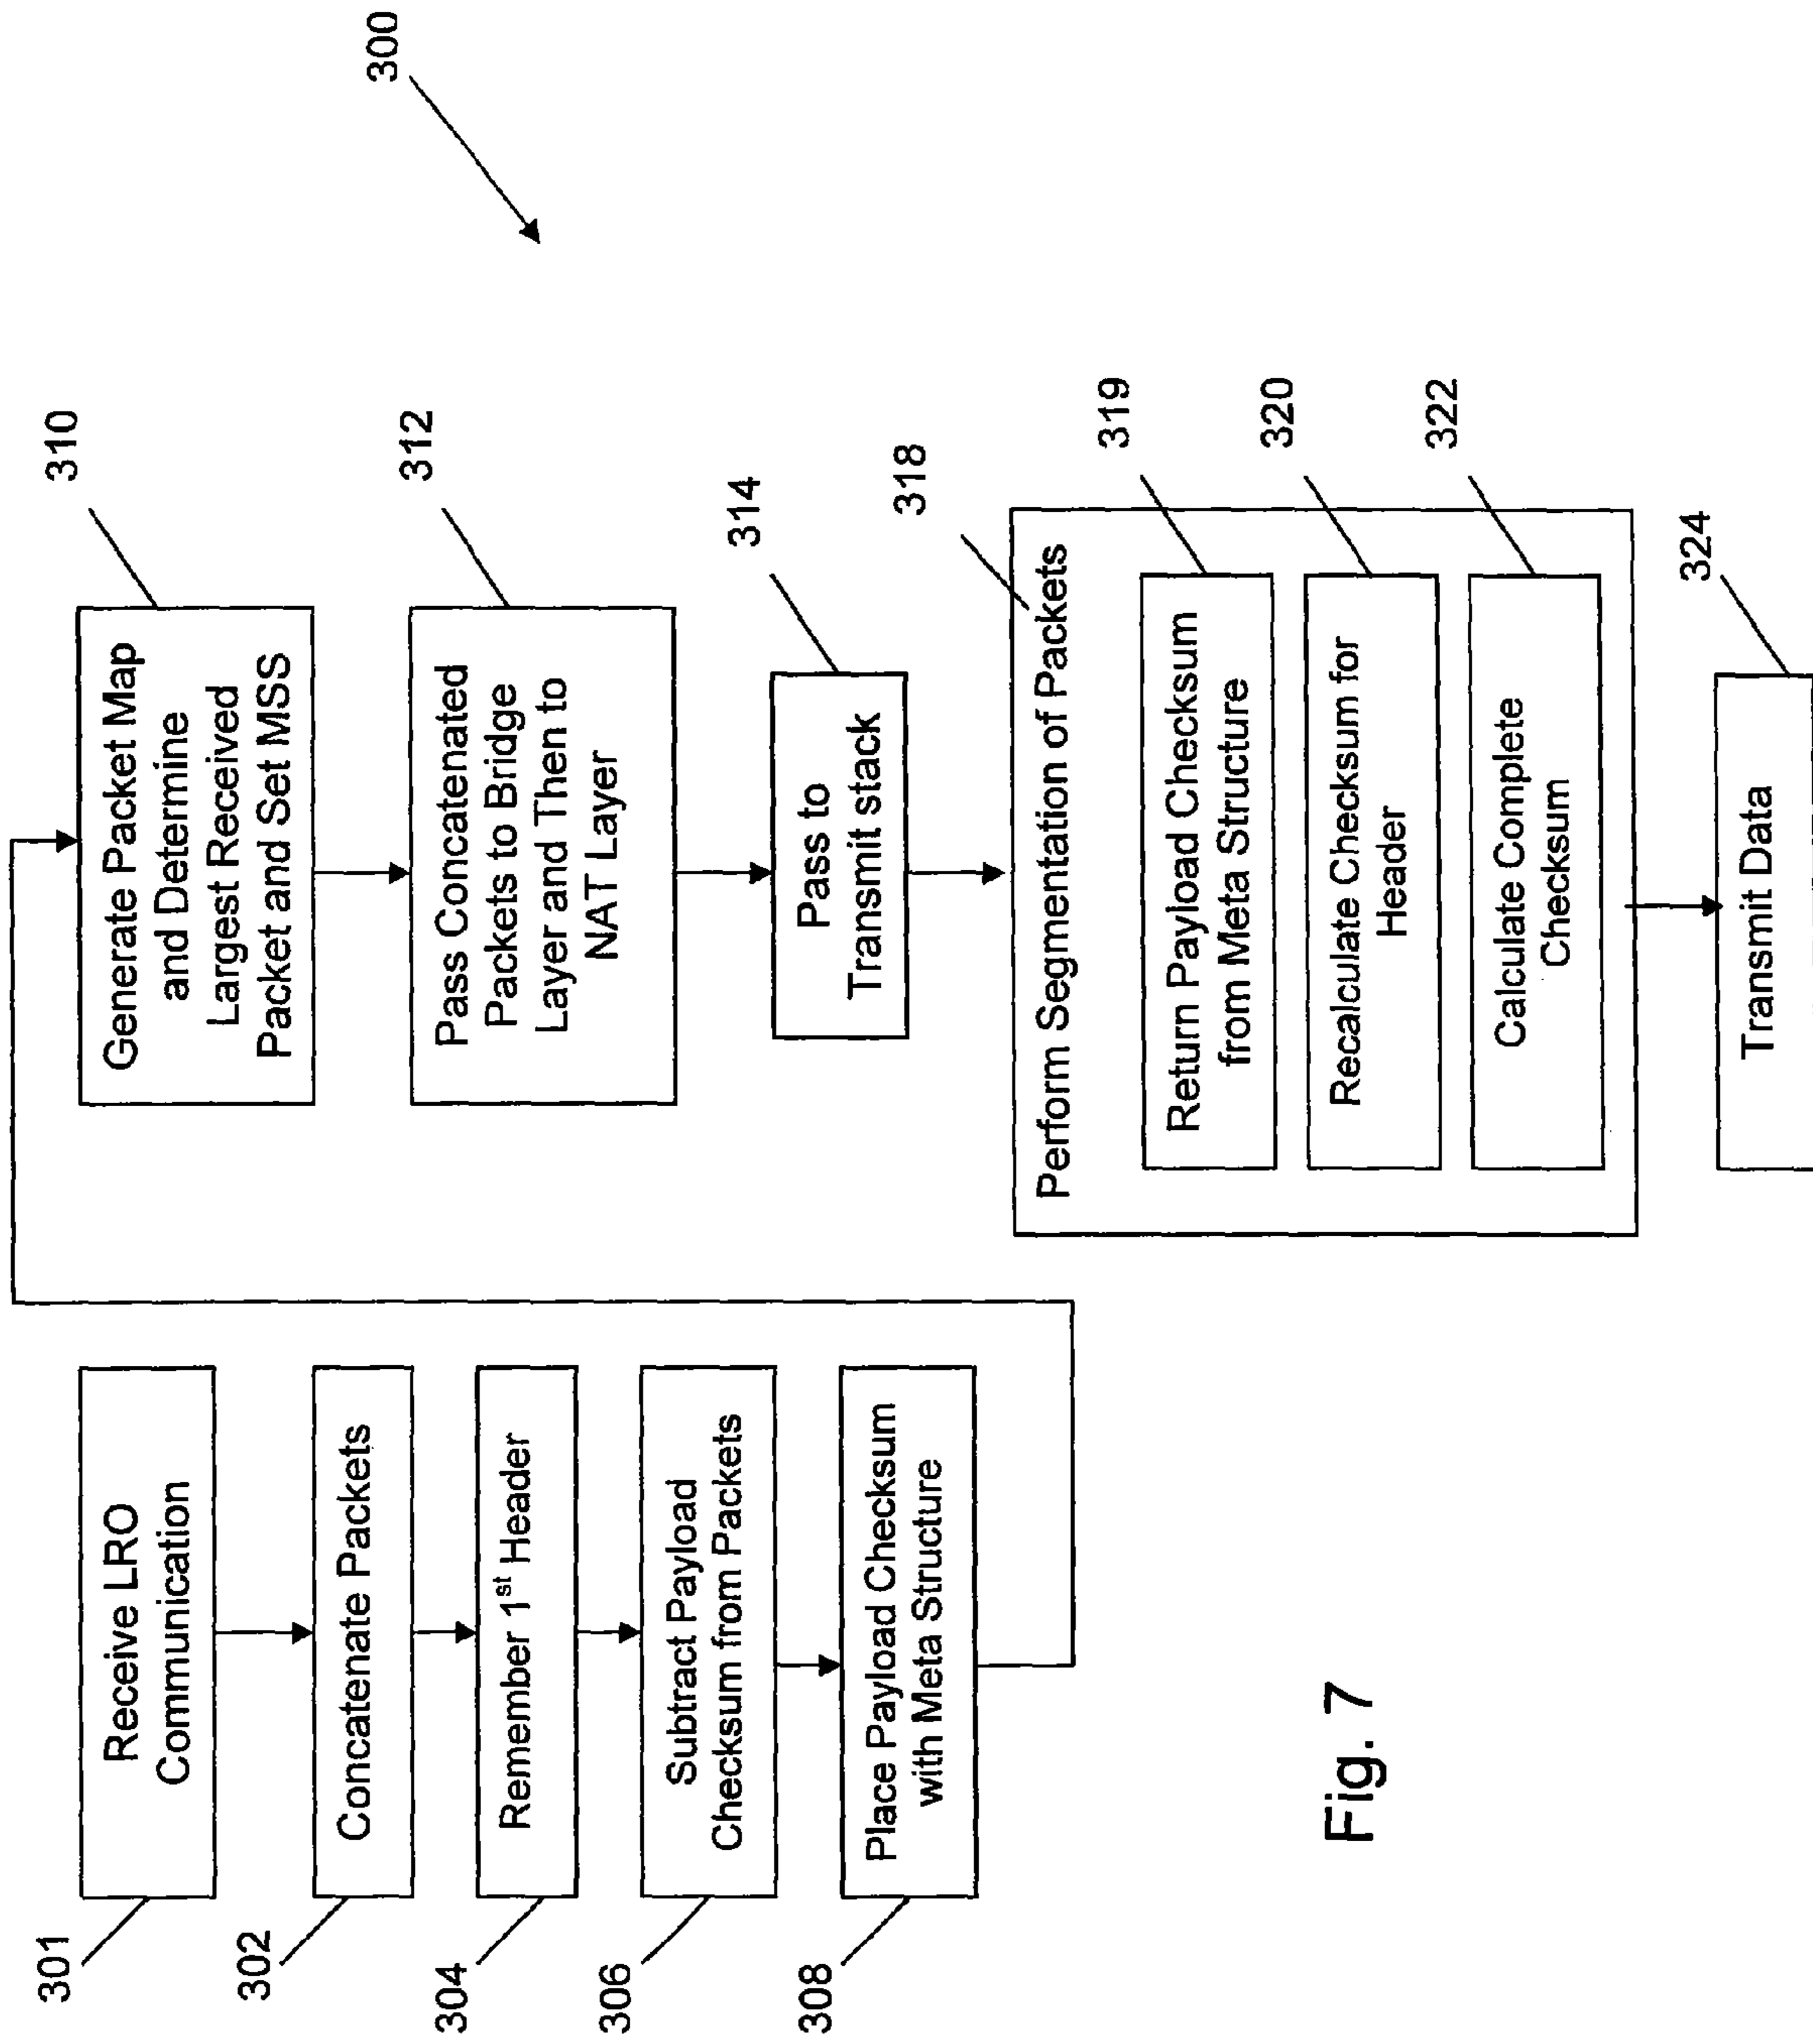 300
301
Receive LRO
Communication
302
Concatenate Packets
304
Remember 1st Header
306
Subtract Payload
Checksum from Packets
308
Place Payload Checksum
with Meta Structure
310
Generate Packet Map
and Determine
Largest Received
Packet and Set MSS
312
Pass Concatenated
Packets to Bridge
Layer and Then to
NAT Layer
314
Pass to
Transmit stack
318
Perform Segmentation of Packets
319
Return Payload Checksum
from Meta Structure
320
Recalculate Checksum for
Header
322
Calculate Complete
Checksum
324
Transmit Data
Fig. 7